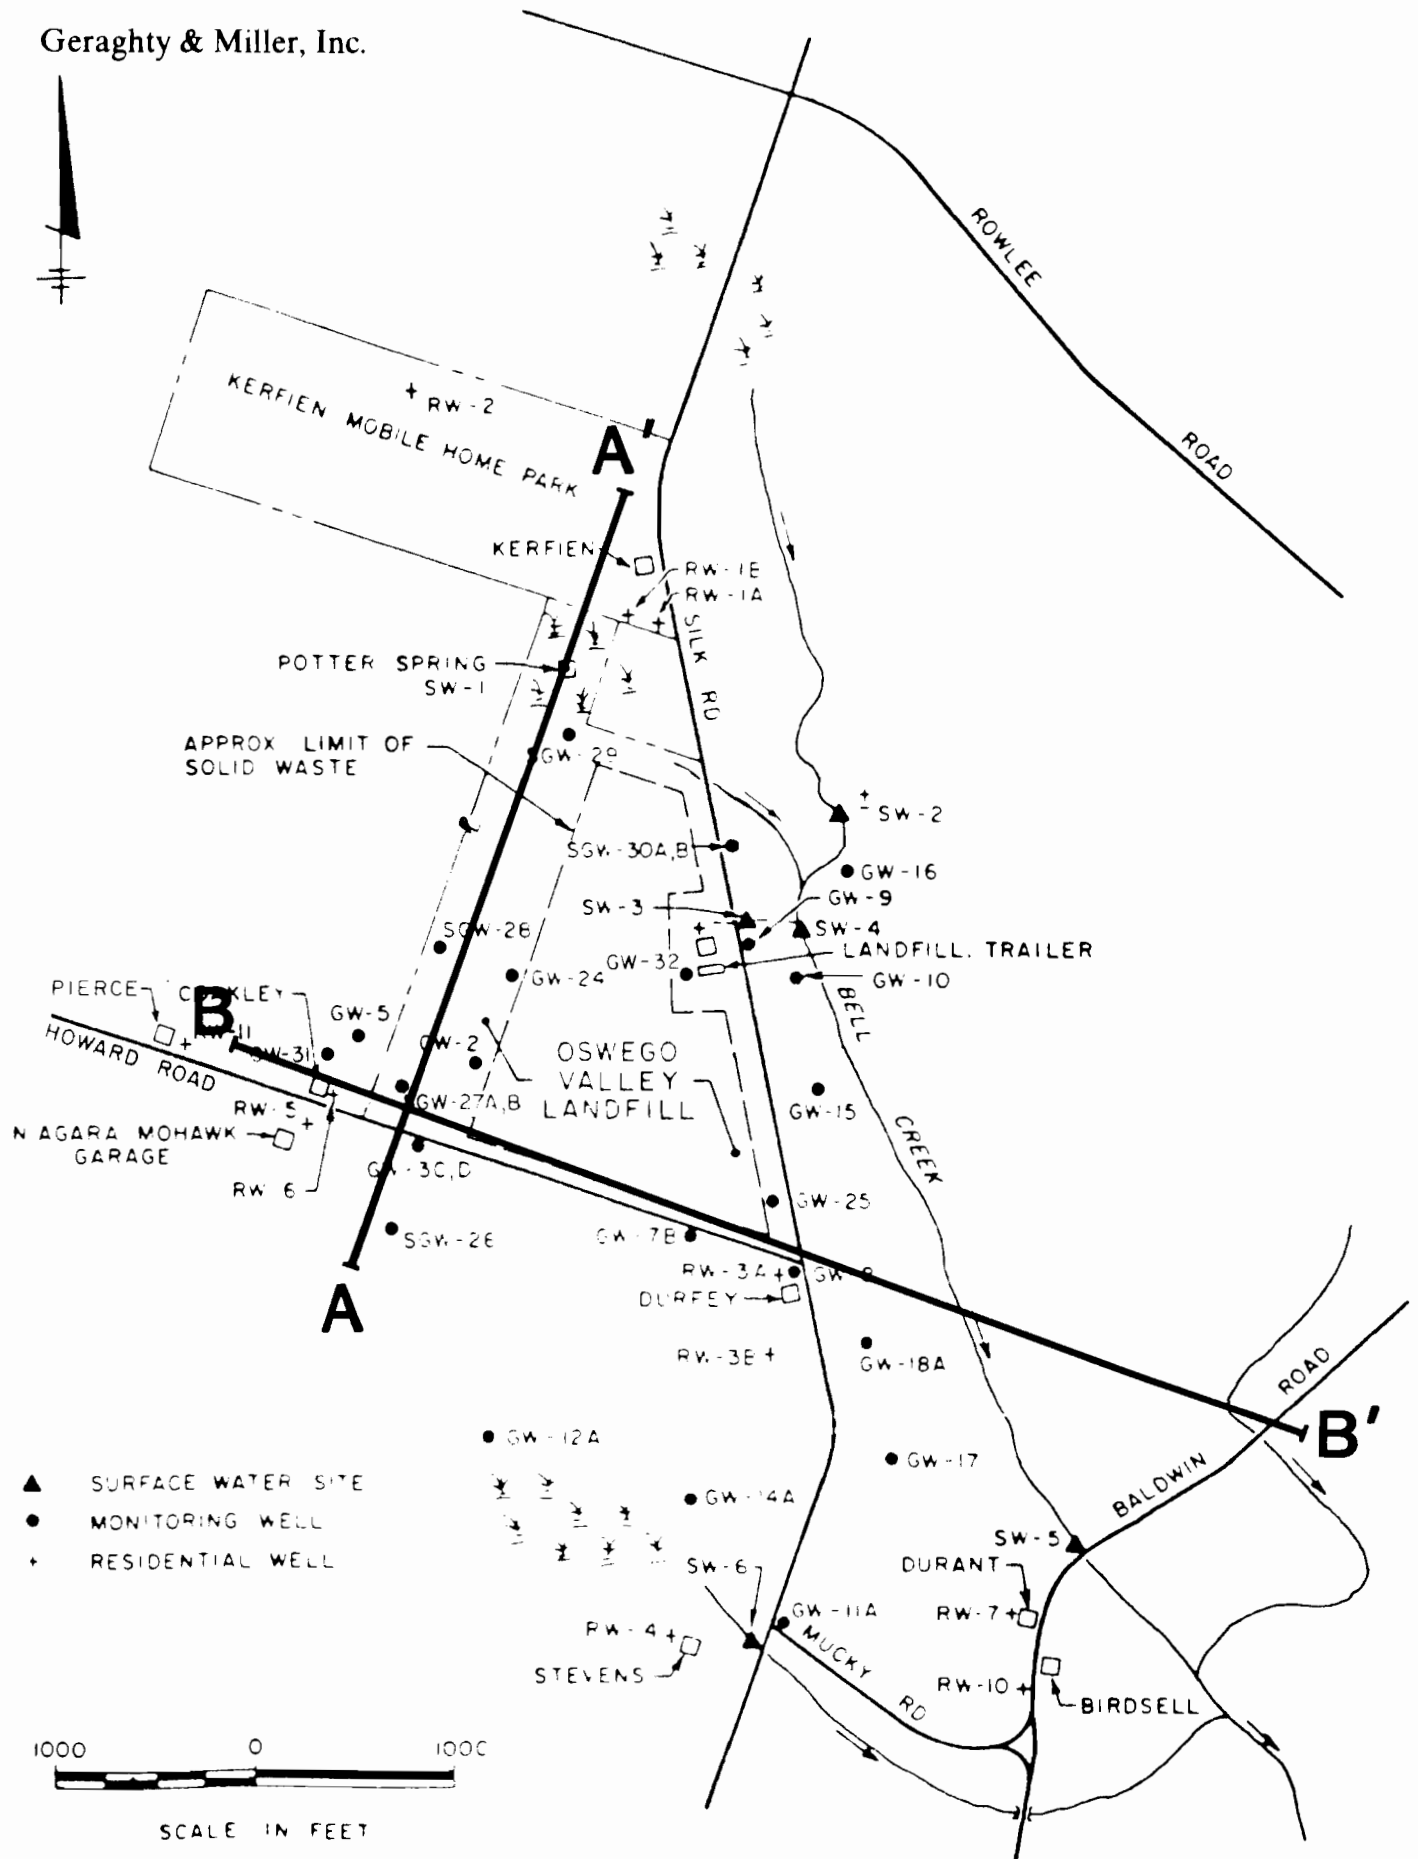 Geraghty & Miller, Inc.
ROWLEE
ROAD
RW-2
KERFIEN MOBILE HOME PARK
A
KERFIEN
RW-1E
RW-1A
SILK RD
POTTER SPRING
SW-1
APPROX LIMIT OF
SOLID WASTE
GW-29
SW-2
SGW-30A,B
GW-16
GW-9
SW-3
SW-4
SGW-28
LANDFILL. TRAILER
GW-32
GW-24
GW-10
PIERCE
B
GW-5
BELL
CREEK
HOWARD ROAD
GW-2
OSWEGO
VALLEY
LANDFILL
GW-27A,B
GW-15
RW-5
N AGARA MOHAWK
GARAGE
GW-3C,D
RW 6
GW-25
SGW-26
GW-7B
RW-3A
GW-8
DURFEY
A
RW-3B
GW-18A
ROAD
B'
GW-12A
GW-17
BALDWIN
SURFACE WATER SITE
GW-14A
MONITORING WELL
SW-5
RESIDENTIAL WELL
SW-6
DURANT
GW-11A
RW-7
RW-4
MUCKY
RD
STEVENS
RW-10
BIRDSELL
1000 0 1000
SCALE IN FEET